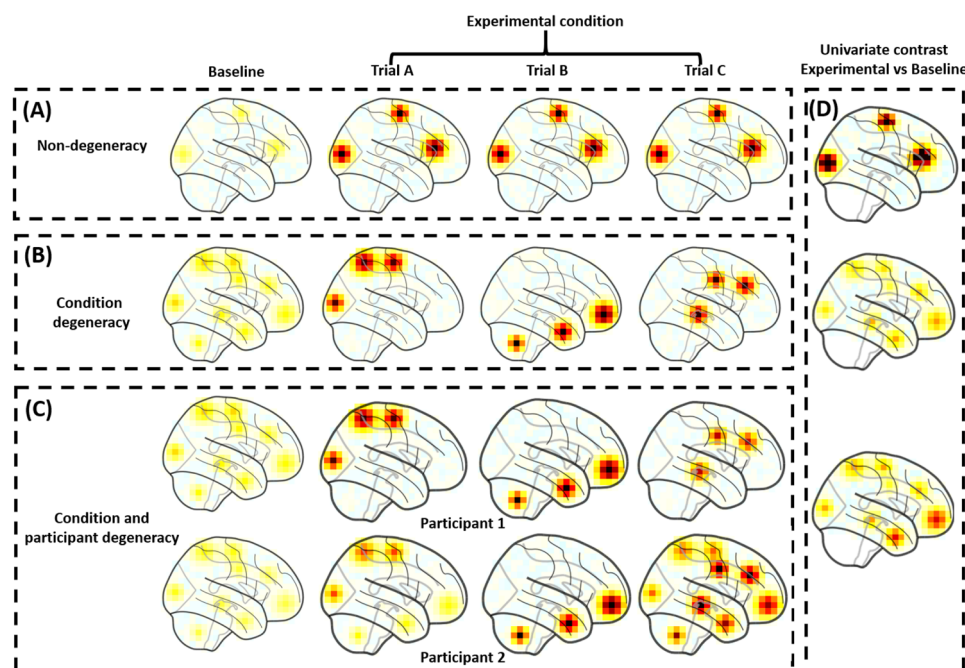 Experimental condition
Univariate contrast
Experimental vs Baseline
Baseline
Trial A
Trial B
Trial C
(A)
Non-degeneracy
(D)
(B)
Condition
degeneracy
(C)
Condition and
participant degeneracy
Participant 1
Participant 2